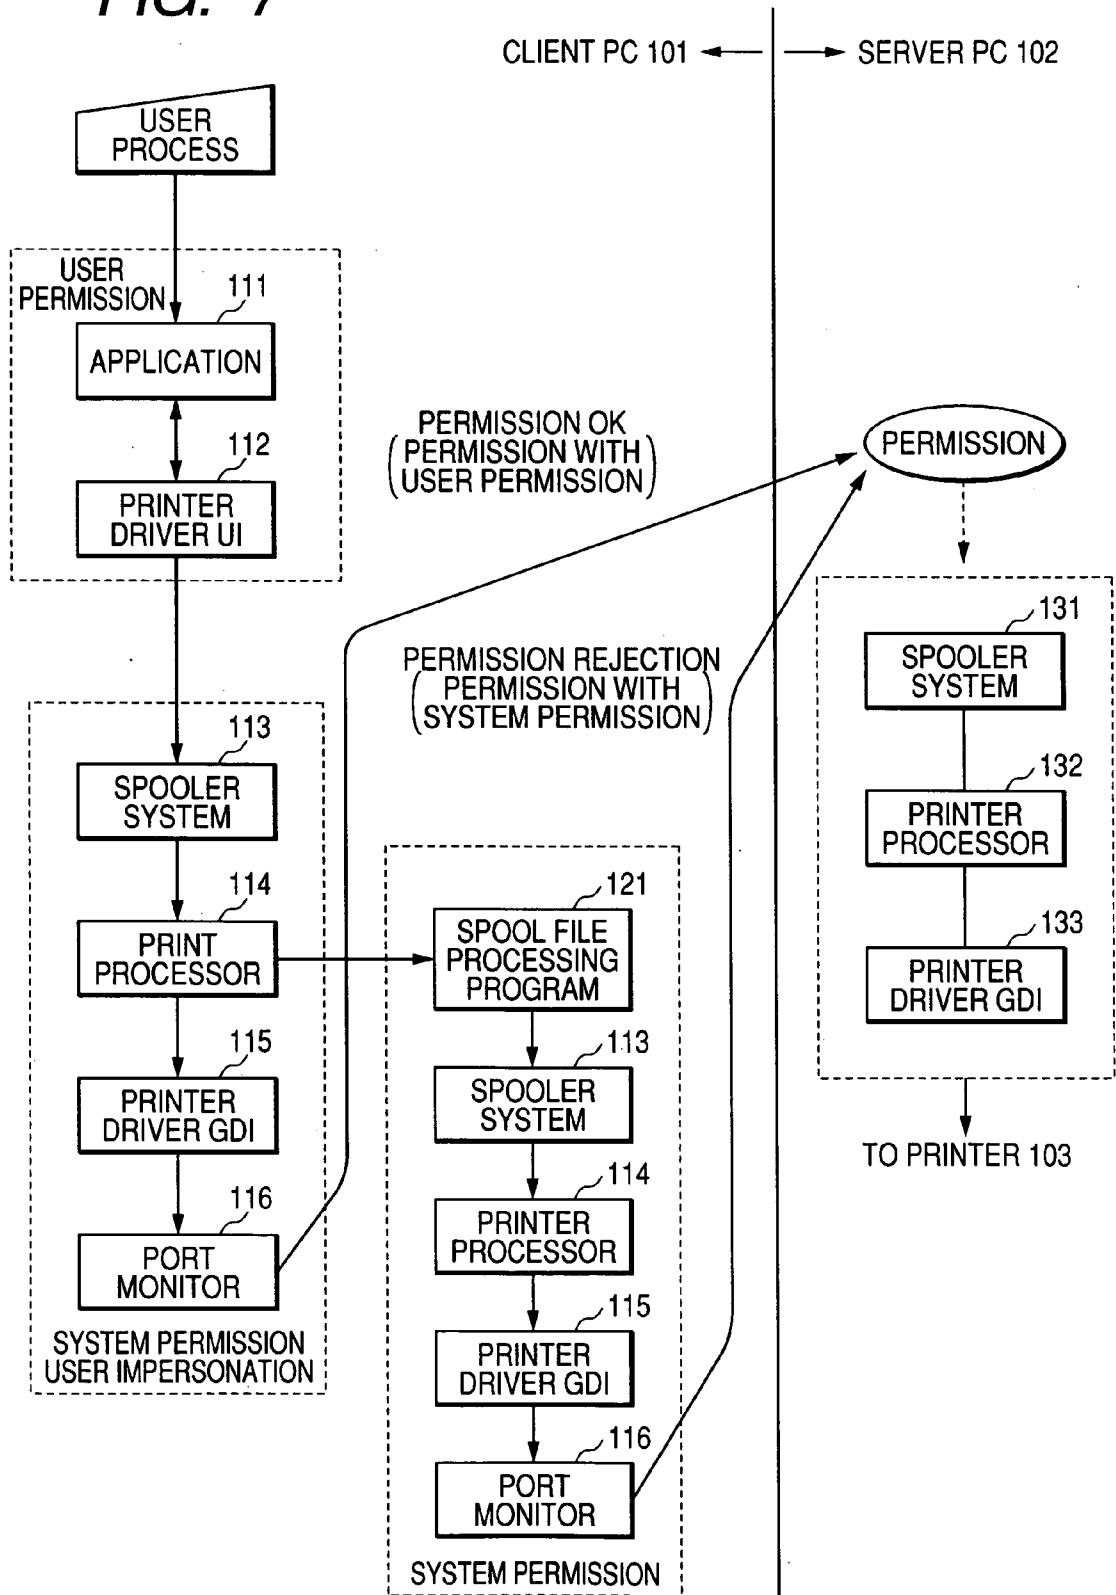 CLIENT PC 101
SERVER PC 102
USER
PROCESS
USER
PERMISSION
111
APPLICATION
112
PRINTER
DRIVER UI
PERMISSION OK
(PERMISSION WITH
USER PERMISSION)
PERMISSION
PERMISSION REJECTION
(PERMISSION WITH
SYSTEM PERMISSION)
113
SPOOLER
SYSTEM
114
PRINT
PROCESSOR
115
PRINTER
DRIVER GDI
116
PORT
MONITOR
SYSTEM PERMISSION
USER IMPERSONATION
121
SPOOL FILE
PROCESSING
PROGRAM
113
SPOOLER
SYSTEM
114
PRINTER
PROCESSOR
115
PRINTER
DRIVER GDI
116
PORT
MONITOR
SYSTEM PERMISSION
131
SPOOLER
SYSTEM
132
PRINTER
PROCESSOR
133
PRINTER
DRIVER GDI
TO PRINTER 103